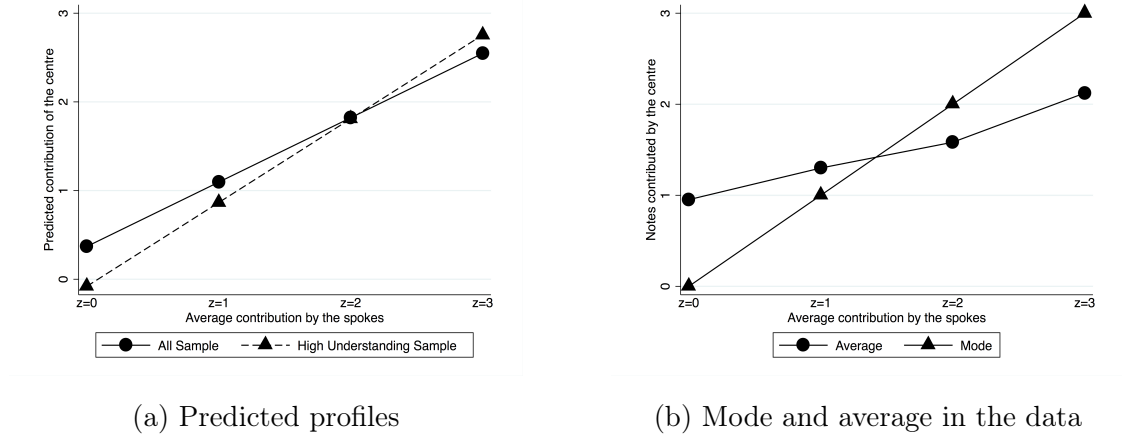 Predicted contribution of the centre
3
2
1
0
z=0 z=1 z=2 z=3
Average contribution by the spokes
All Sample High Understanding Sample
(a) Predicted profiles
Notes contributed by the centre
3
2
1
0
z=0 z=1 z=2 z=3
Average contribution by the spokes
Average Mode
(b) Mode and average in the data